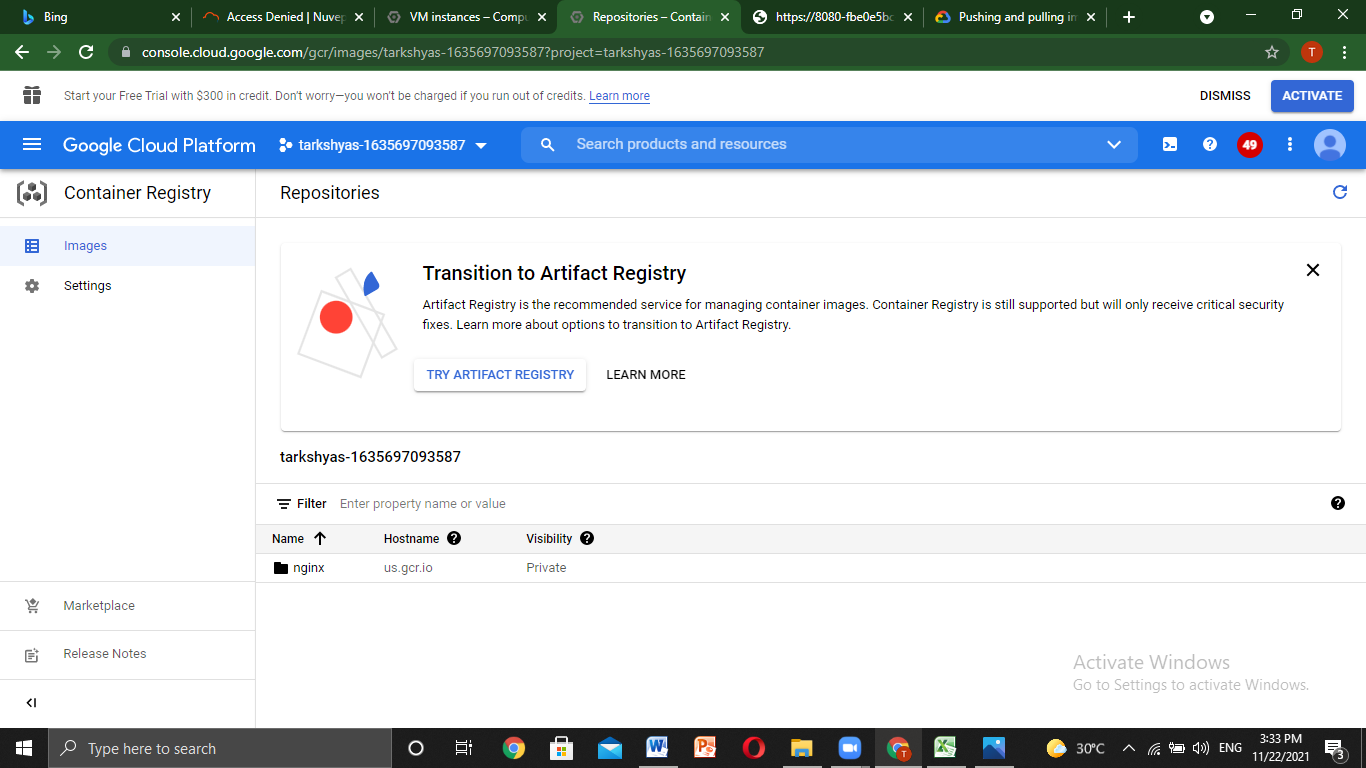 Bing
Access Denied | Nuvep
VM instances – Compu
Repositories – Contain
https://8080-fbe0e5bc
Pushing and pulling im
console.cloud.google.com/gcr/images/tarkshyas-1635697093587?project=tarkshyas-1635697093587
T
Start your Free Trial with $300 in credit. Don't worry—you won't be charged if you run out of credits. Learn more
DISMISS
ACTIVATE
Google Cloud Platform
tarkshyas-1635697093587
Search products and resources
49
Container Registry
Repositories
Images
Settings
Transition to Artifact Registry
Artifact Registry is the recommended service for managing container images. Container Registry is still supported but will only receive critical security
fixes. Learn more about options to transition to Artifact Registry.
TRY ARTIFACT REGISTRY
LEARN MORE
tarkshyas-1635697093587
Filter
Enter property name or value
Name
Hostname
Visibility
nginx
us.gcr.io
Private
Marketplace
Release Notes
Activate Windows
Go to Settings to activate Windows.
Type here to search
30°C
ENG
3:33 PM
11/22/2021
3